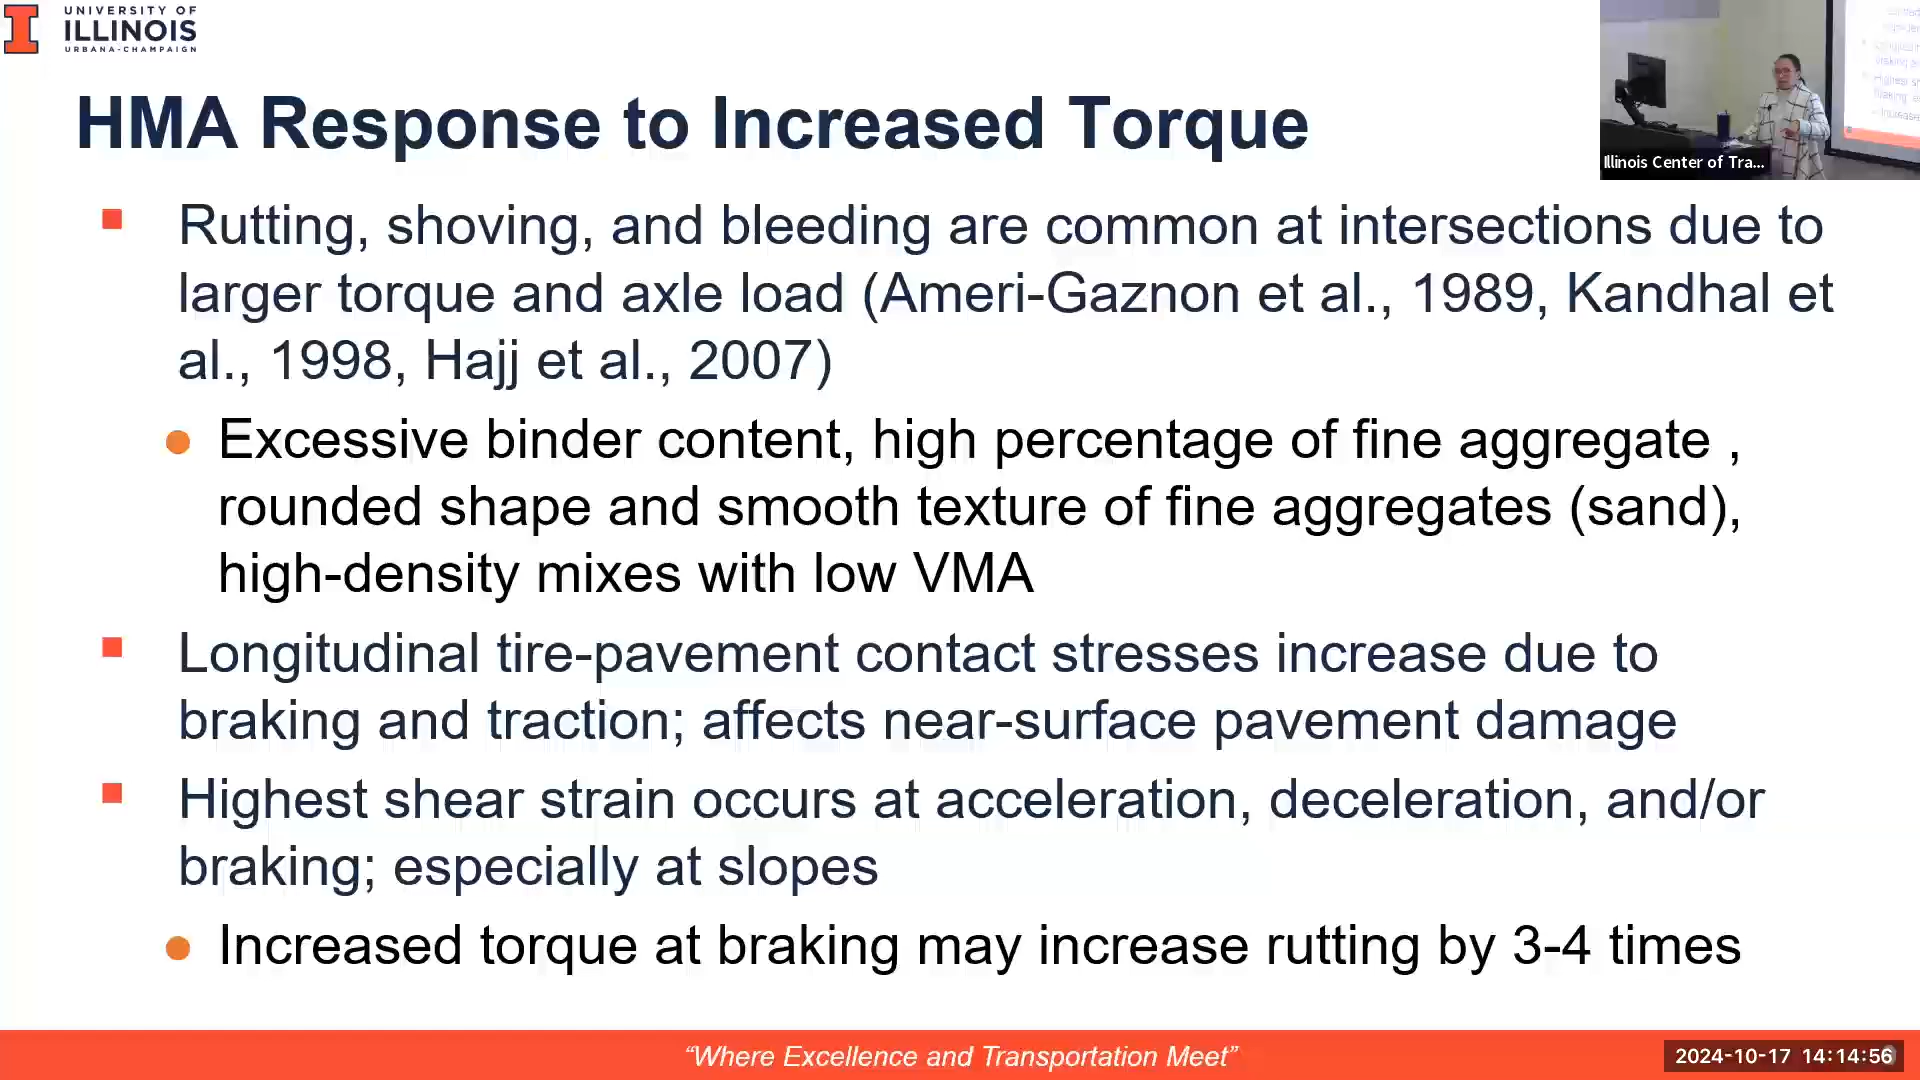 UNIVERSITY OF
ILLINOIS
URBANA-CHAMPAIGN
HMA Response to Increased Torque
Illinois Center of Tra...
Rutting, shoving, and bleeding are common at intersections due to
larger torque and axle load (Ameri-Gaznon et al., 1989, Kandhal et
al., 1998, Hajj et al., 2007)
Excessive binder content, high percentage of fine aggregate ,
rounded shape and smooth texture of fine aggregates (sand),
high-density mixes with low VMA
Longitudinal tire-pavement contact stresses increase due to
braking and traction; affects near-surface pavement damage
Highest shear strain occurs at acceleration, deceleration, and/or
braking; especially at slopes
Increased torque at braking may increase rutting by 3-4 times
“Where Excellence and Transportation Meet”
2024-10-17 14:14:56